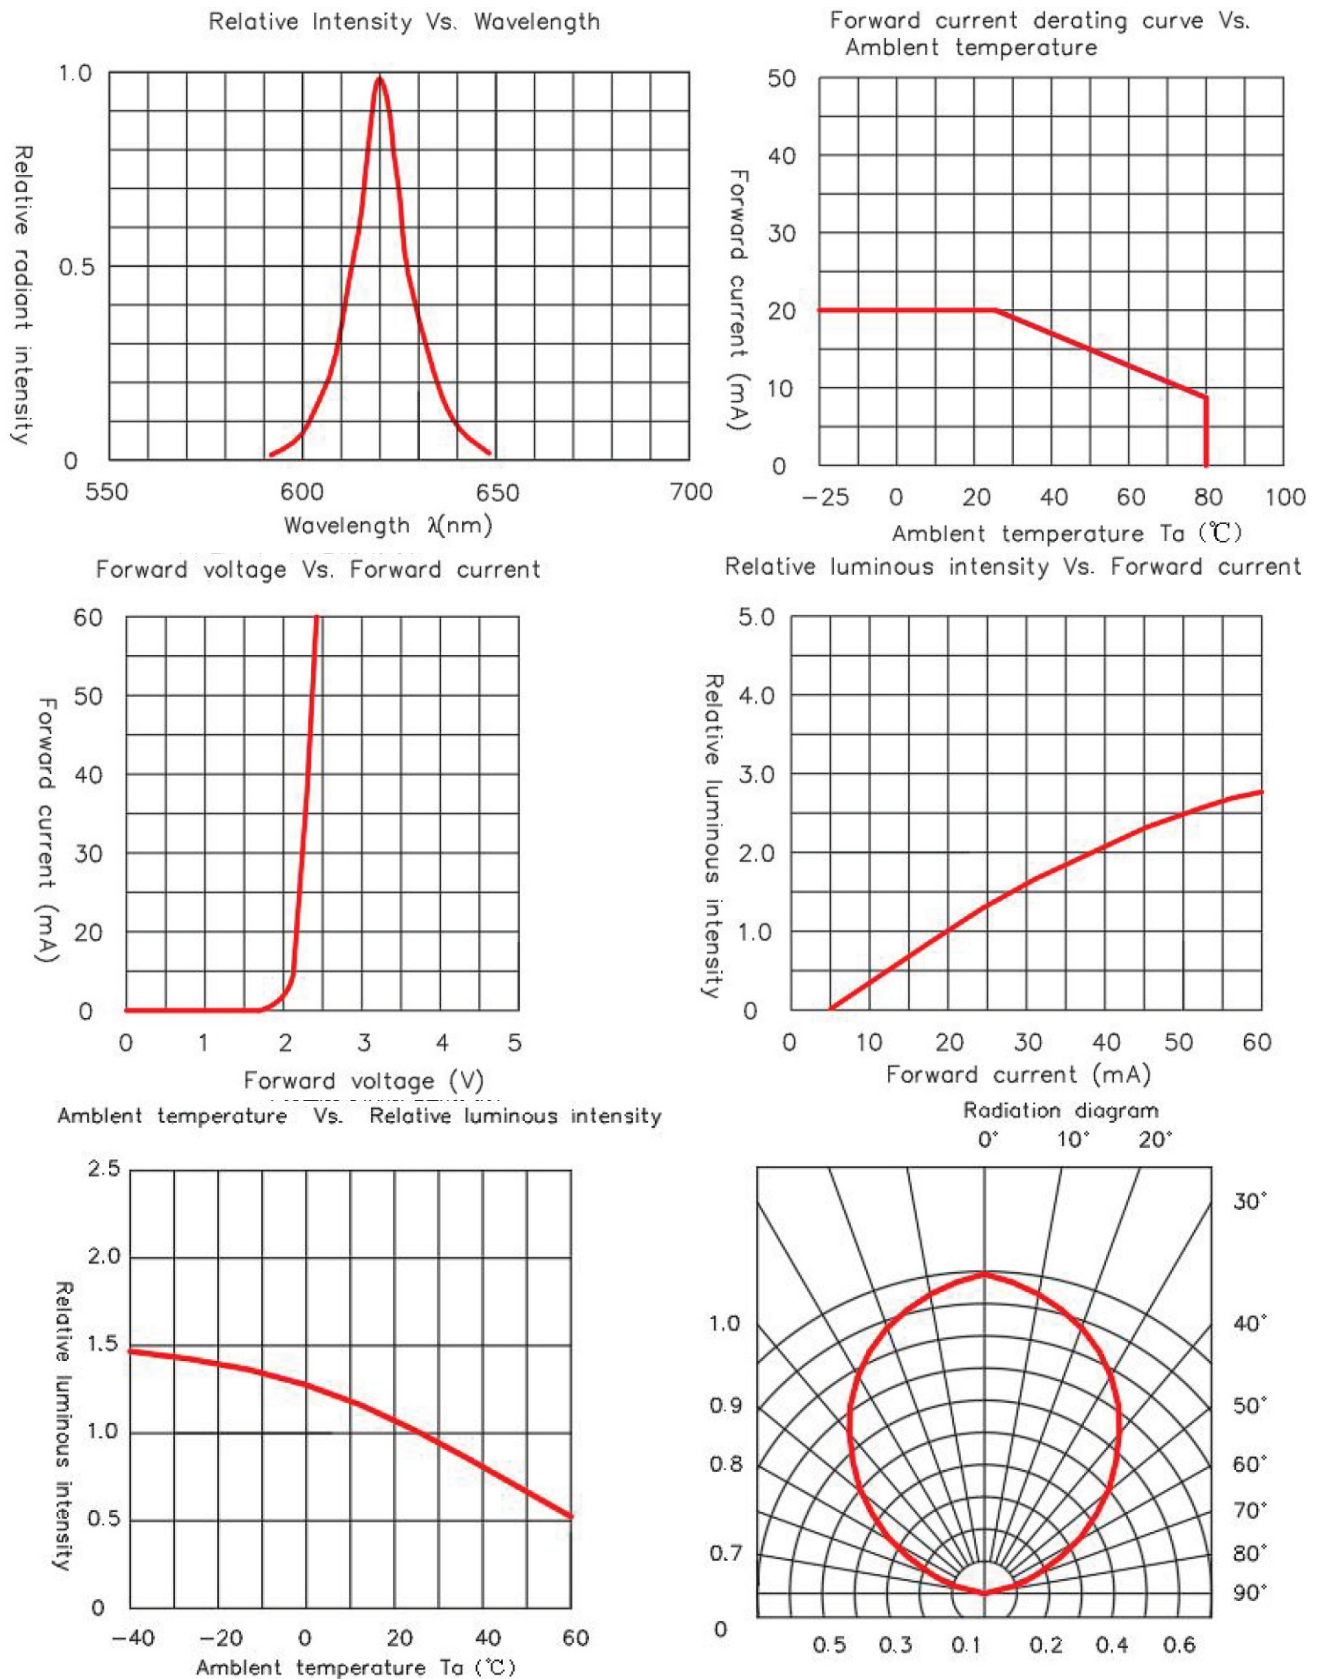 Relative Intensity Vs. Wavelength
1.0
0.5
0
550 600 650 700
Relative radiant intensity
Wavelength λ(nm)
Forward current derating curve Vs.
Amblent temperature
50
40
30
20
10
0
-25 0 20 40 60 80 100
Forward current (mA)
Amblent temperature Ta (℃)
Forward voltage Vs. Forward current
60
50
40
30
20
0
0 1 2 3 4 5
Forward current (mA)
Forward voltage (V)
Relative luminous intensity Vs. Forward current
5.0
4.0
3.0
2.0
1.0
0
0 10 20 30 40 50 60
Relative luminous intensity
Forward current (mA)
Amblent temperature Vs. Relative luminous intensity
2.5
2.0
1.5
1.0
0.5
0
-40 -20 0 20 40 60
Relative luminous intensity
Amblent temperature Ta (℃)
Radiation diagram
0° 10° 20°
30°
1.0 40°
0.9 50°
0.8 60°
70°
0.7 80°
90°
0
0.5 0.3 0.1 0.2 0.4 0.6